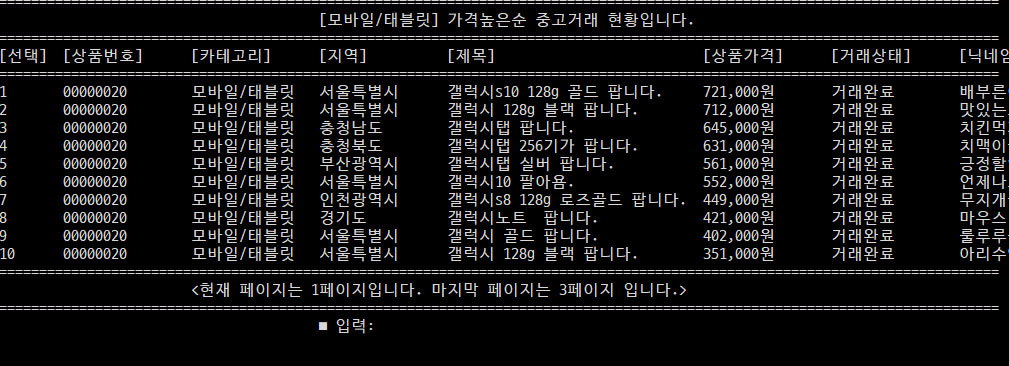 [모바일/태블릿] 가격높은순 중고거래 현황입니다.
[선택] [상품번호] [카테고리] [지역] [제목] [상품가격] [거래상태] [닉네임
1 00000020 모바일/태블릿 서울특별시 갤럭시s10 128g 골드 팝니다. 721,000원 거래완료 배부른
2 00000020 모바일/태블릿 서울특별시 갤럭시 128g 블랙 팝니다. 712,000원 거래완료 맛있는
3 00000020 모바일/태블릿 충청남도 갤럭시탭 팝니다. 645,000원 거래완료 치킨먹
4 00000020 모바일/태블릿 충청북도 갤럭시탭 256기가 팝니다. 631,000원 거래완료 치맥이
5 00000020 모바일/태블릿 부산광역시 갤럭시탭 실버 팝니다. 561,000원 거래완료 긍정할
6 00000020 모바일/태블릿 서울특별시 갤럭시10 팔아욤. 552,000원 거래완료 언제나
7 00000020 모바일/태블릿 인천광역시 갤럭시s8 128g 로즈골드 팝니다. 449,000원 거래완료 무지개
8 00000020 모바일/태블릿 경기도 갤럭시노트  팝니다. 421,000원 거래완료 마우스
9 00000020 모바일/태블릿 서울특별시 갤럭시 골드 팝니다. 402,000원 거래완료 룰루루
10 00000020 모바일/태블릿 서울특별시 갤럭시 128g 블랙 팝니다. 351,000원 거래완료 아리수
<현재 페이지는 1페이지입니다. 마지막 페이지는 3페이지 입니다.>
■ 입력: